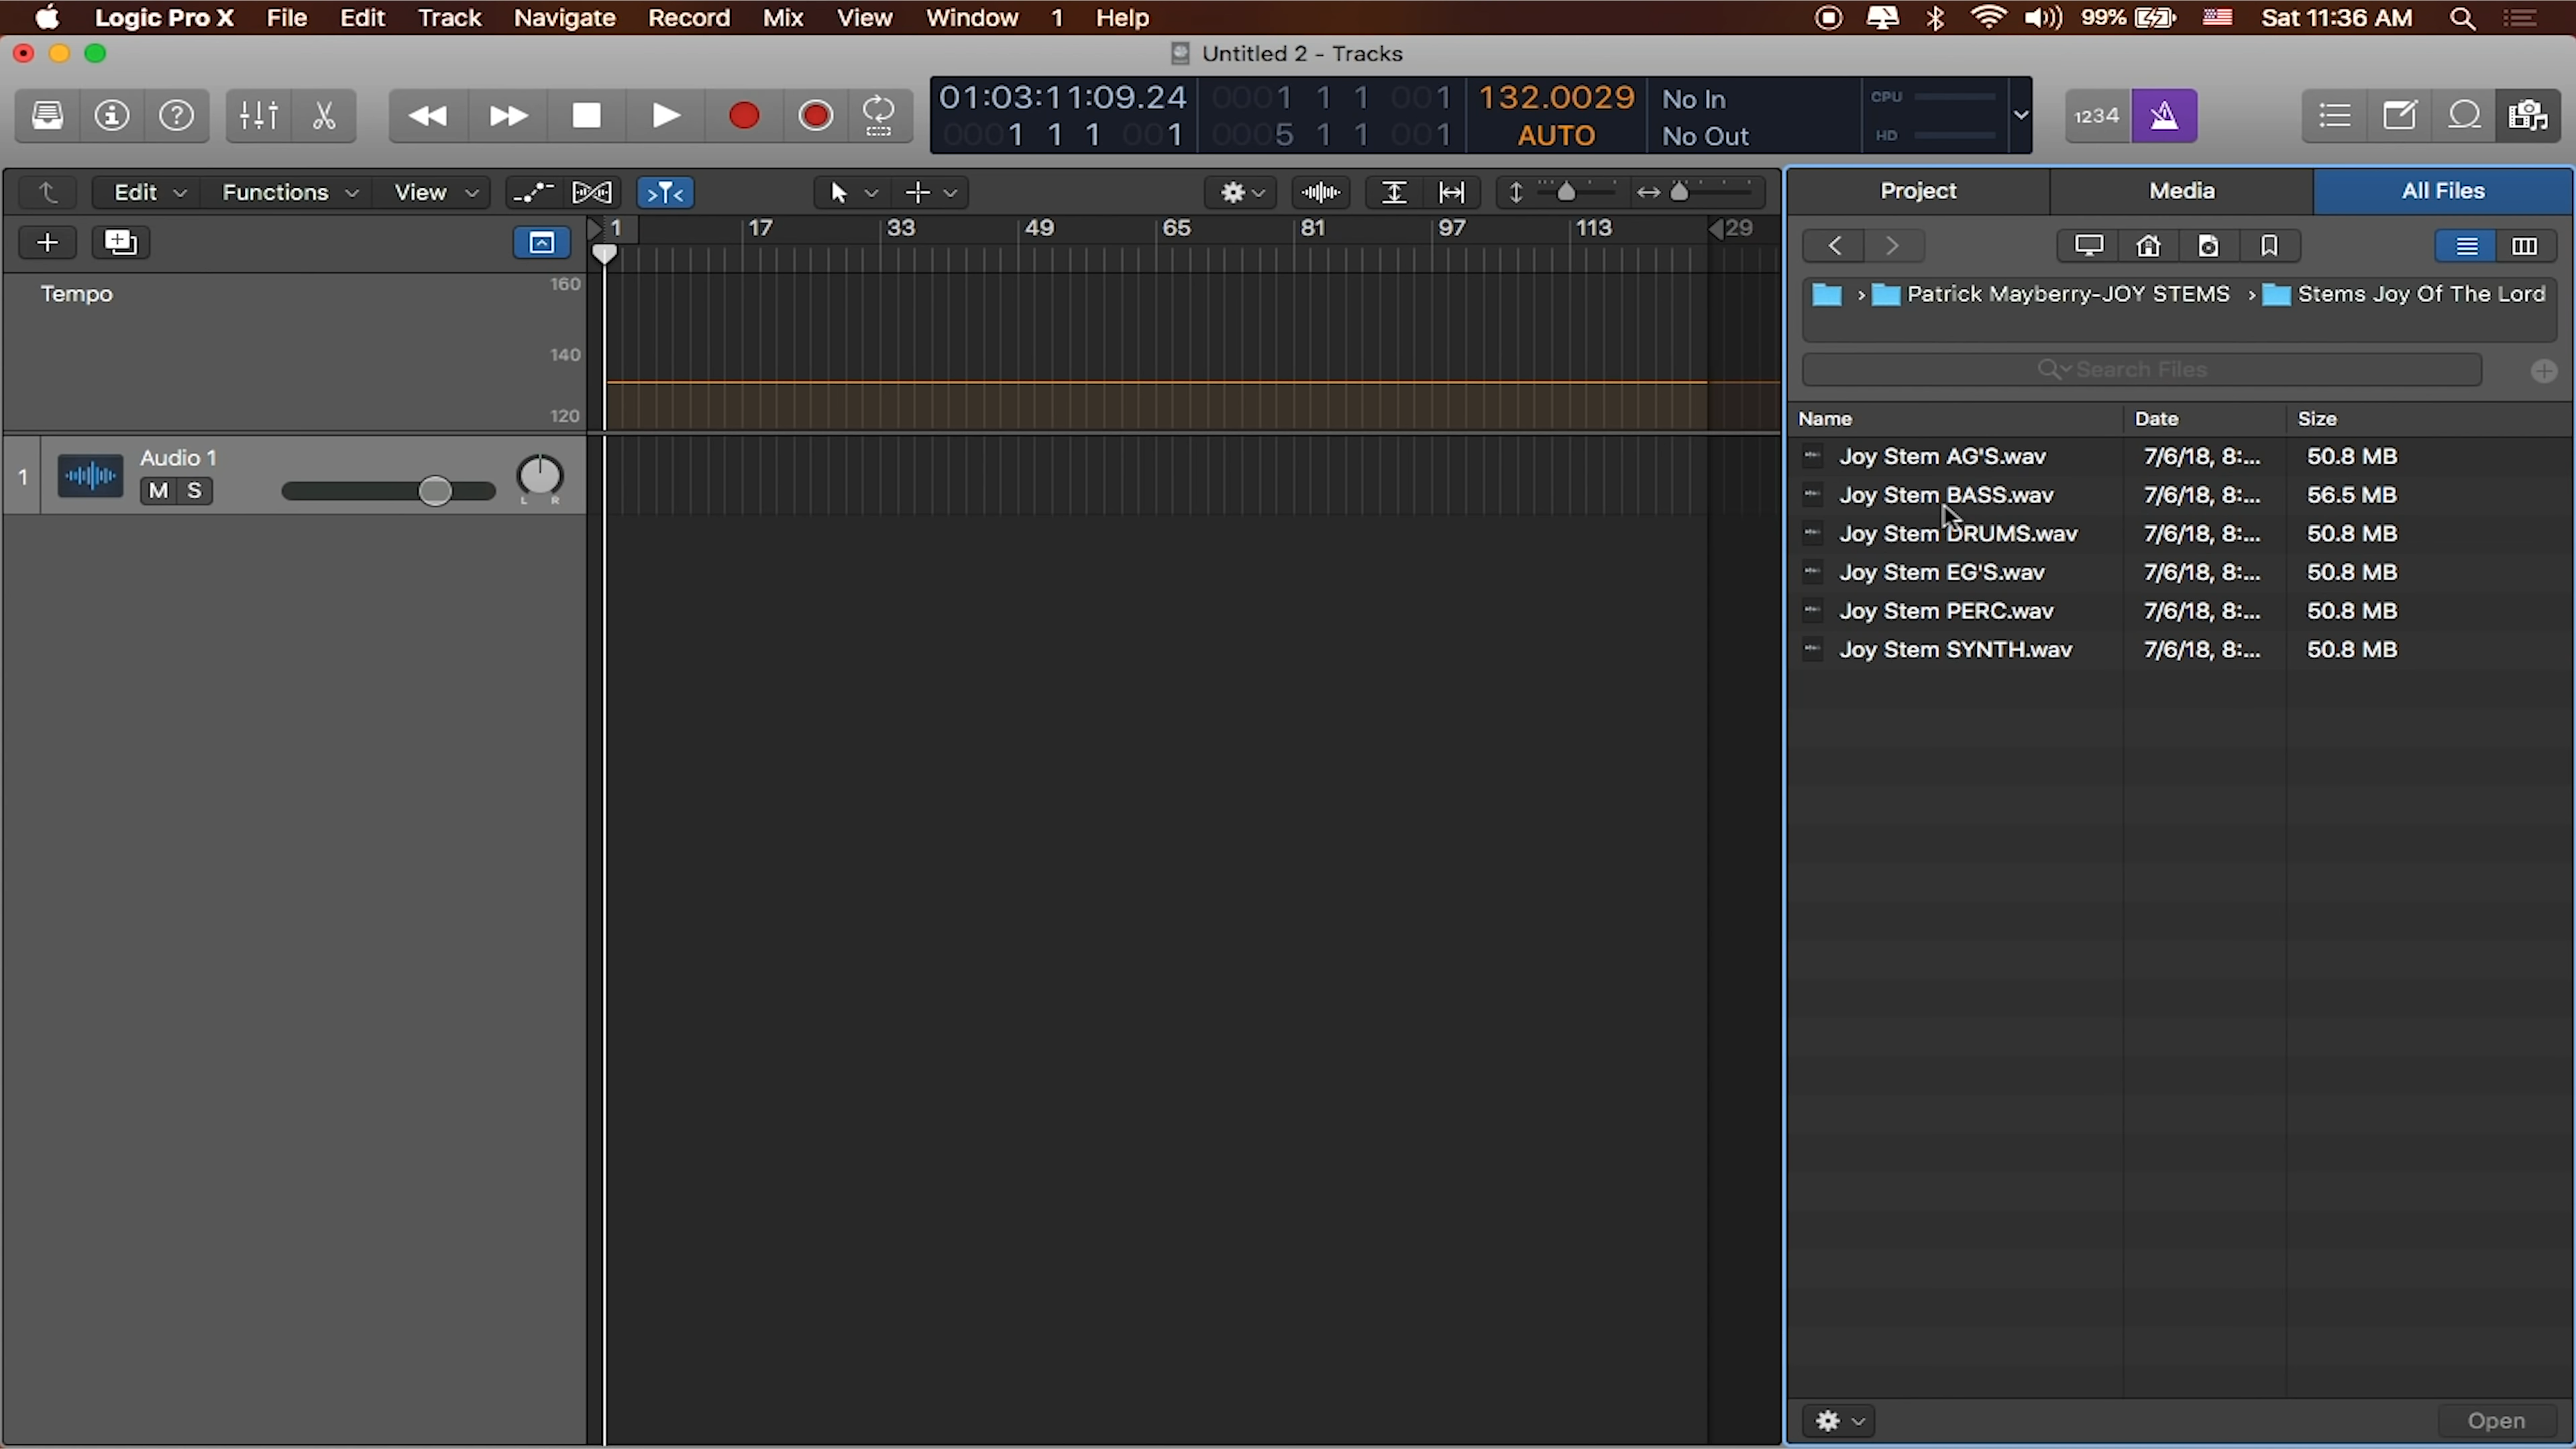 Logic Pro X File Edit Track Navigate Record Mix View Window 1 Help 99% Sat 11:36 AM
Untitled 2 - Tracks
01:03:11:09.24 0001 1 1 001 132.0029 No In CPU
0001 1 1 001 0005 1 1 001 AUTO No Out HD
1234
Edit Functions View
Project Media All Files
1 17 33 49 65 81 97 113 29
Tempo
160
140
120
Patrick Mayberry-JOY STEMS › Stems Joy Of The Lord
Search Files
Name Date Size
1 Audio 1
M S
L R
Joy Stem AG'S.wav 7/6/18, 8:... 50.8 MB
Joy Stem BASS.wav 7/6/18, 8:... 56.5 MB
Joy Stem DRUMS.wav 7/6/18, 8:... 50.8 MB
Joy Stem EG'S.wav 7/6/18, 8:... 50.8 MB
Joy Stem PERC.wav 7/6/18, 8:... 50.8 MB
Joy Stem SYNTH.wav 7/6/18, 8:... 50.8 MB
Open